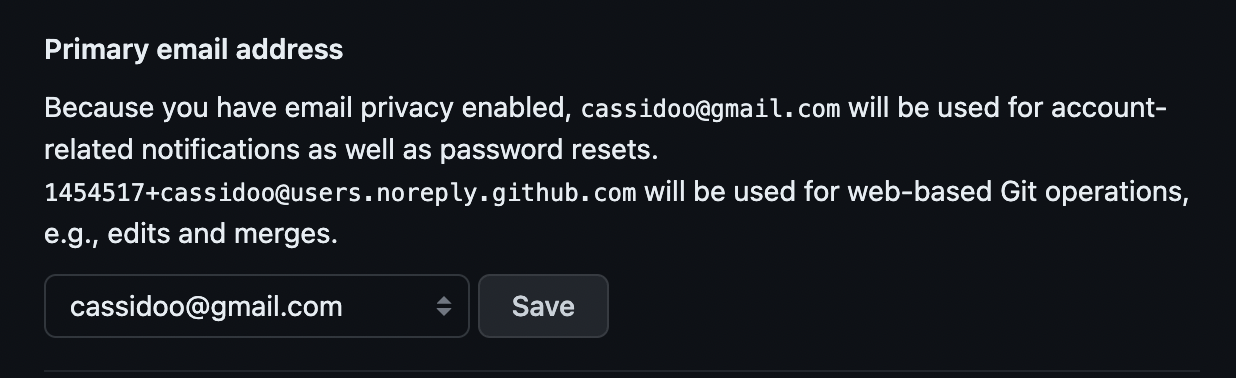 Primary email address
Because you have email privacy enabled, cassidoo@gmail.com will be used for account-
related notifications as well as password resets.
1454517+cassidoo@users.noreply.github.com will be used for web-based Git operations,
e.g., edits and merges.
cassidoo@gmail.com Save